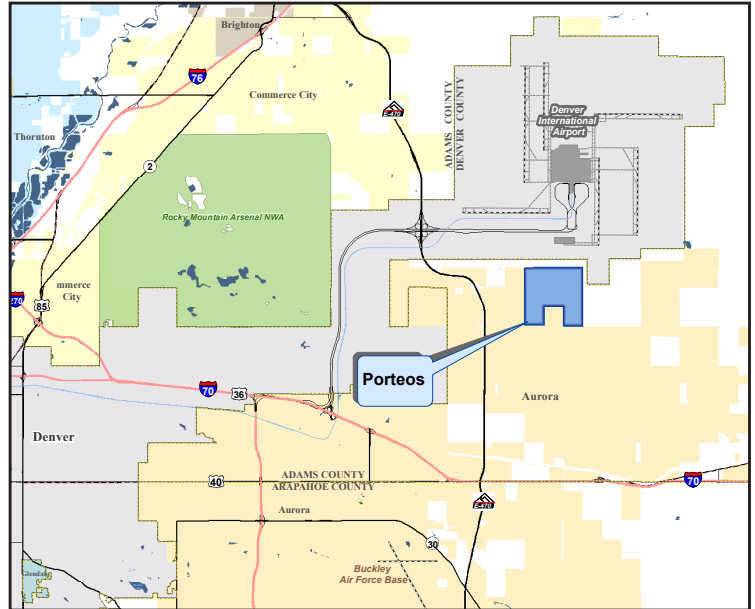 Brighton
76
Commerce City
E-470
ADAMS COUNTY
DENVER COUNTY
Denver
International
Airport
Thornton
2
Rocky Mountain Arsenal NWA
mmerce
City
270
85
Porteos
70
36
Aurora
Denver
ADAMS COUNTY
40
ARAPAHOE COUNTY
70
Aurora
E-470
30
Buckley
Air Force Base
Glendale